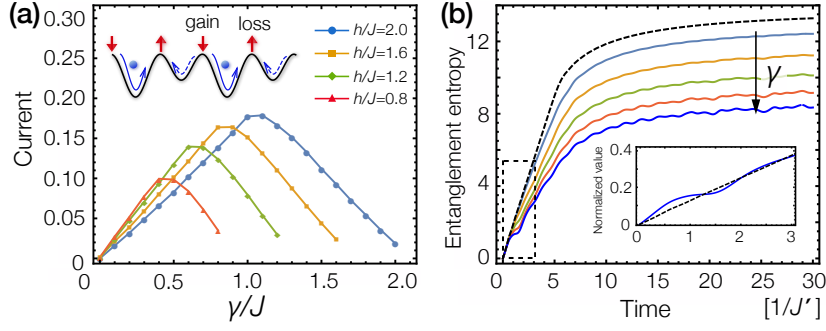 (a)
gain loss
h/J=2.0
h/J=1.6
h/J=1.2
h/J=0.8
Current
0.30
0.25
0.20
0.15
0.10
0.05
0.00
0.0 0.5 1.0 1.5 2.0
γ/J
(b)
Entanglement entropy
12
8
4
0
γ
Normalized value
0.4
0.2
0
0 1 2 3
0 5 10 15 20 25 30
Time [1/J′]